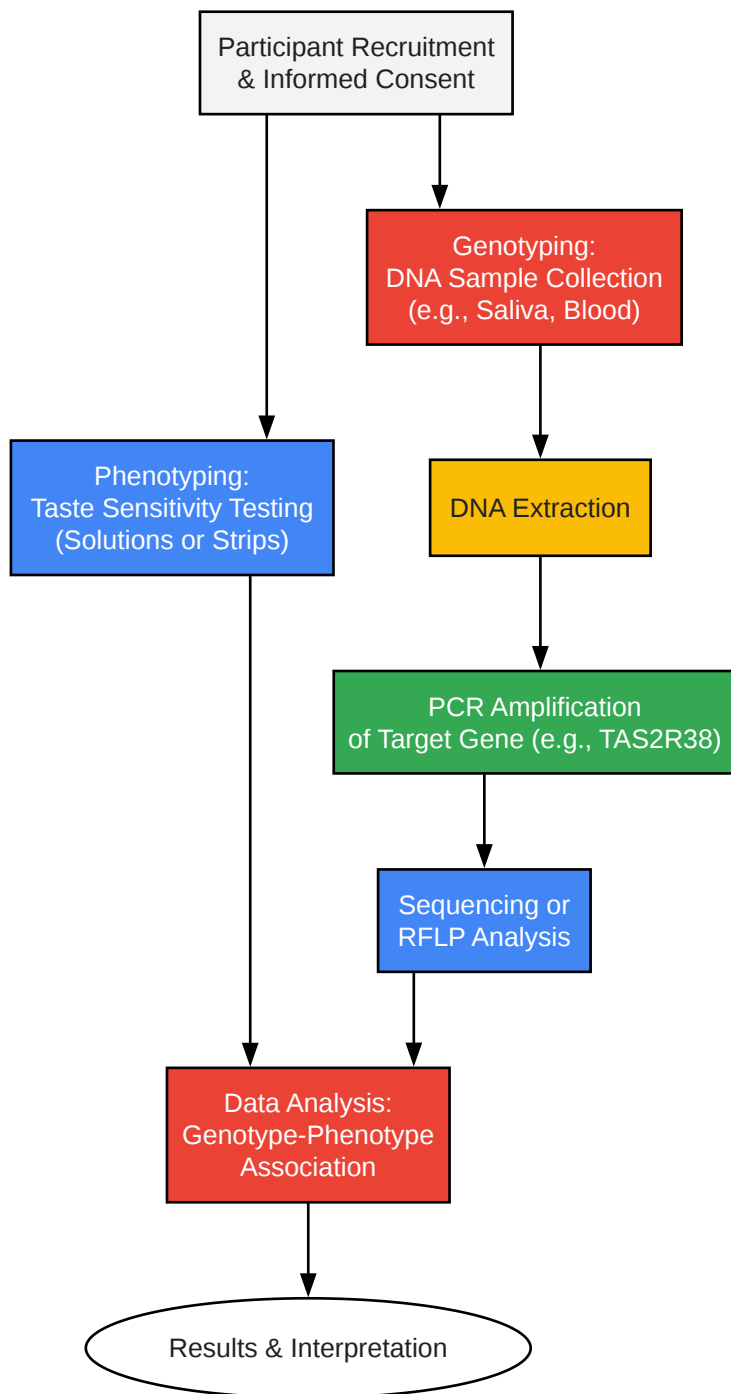 Participant Recruitment
& Informed Consent
Genotyping:
DNA Sample Collection
(e.g., Saliva, Blood)
Phenotyping:
Taste Sensitivity Testing
(Solutions or Strips)
DNA Extraction
PCR Amplification
of Target Gene (e.g., TAS2R38)
Sequencing or
RFLP Analysis
Data Analysis:
Genotype-Phenotype
Association
Results & Interpretation